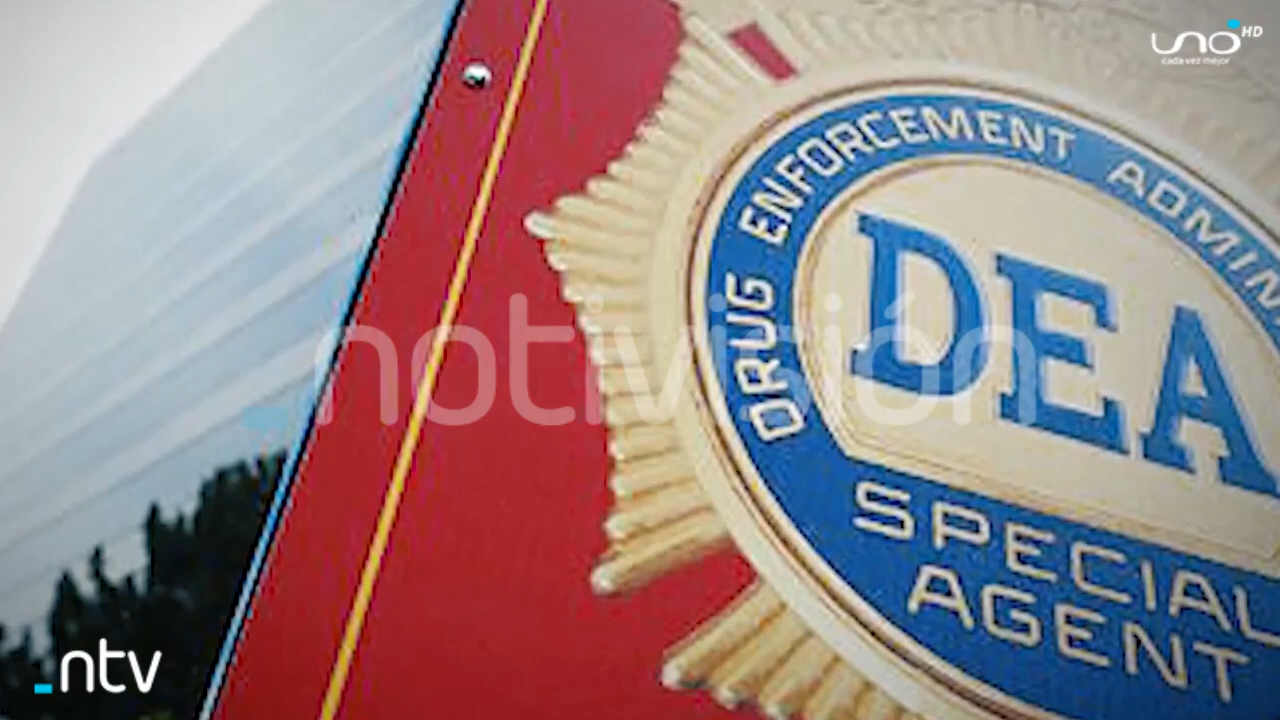 uno HD
cada vez mejor
DRUG ENFORCEMENT ADMIN
DEA
SPECIAL
AGENT
notivisión
ntv